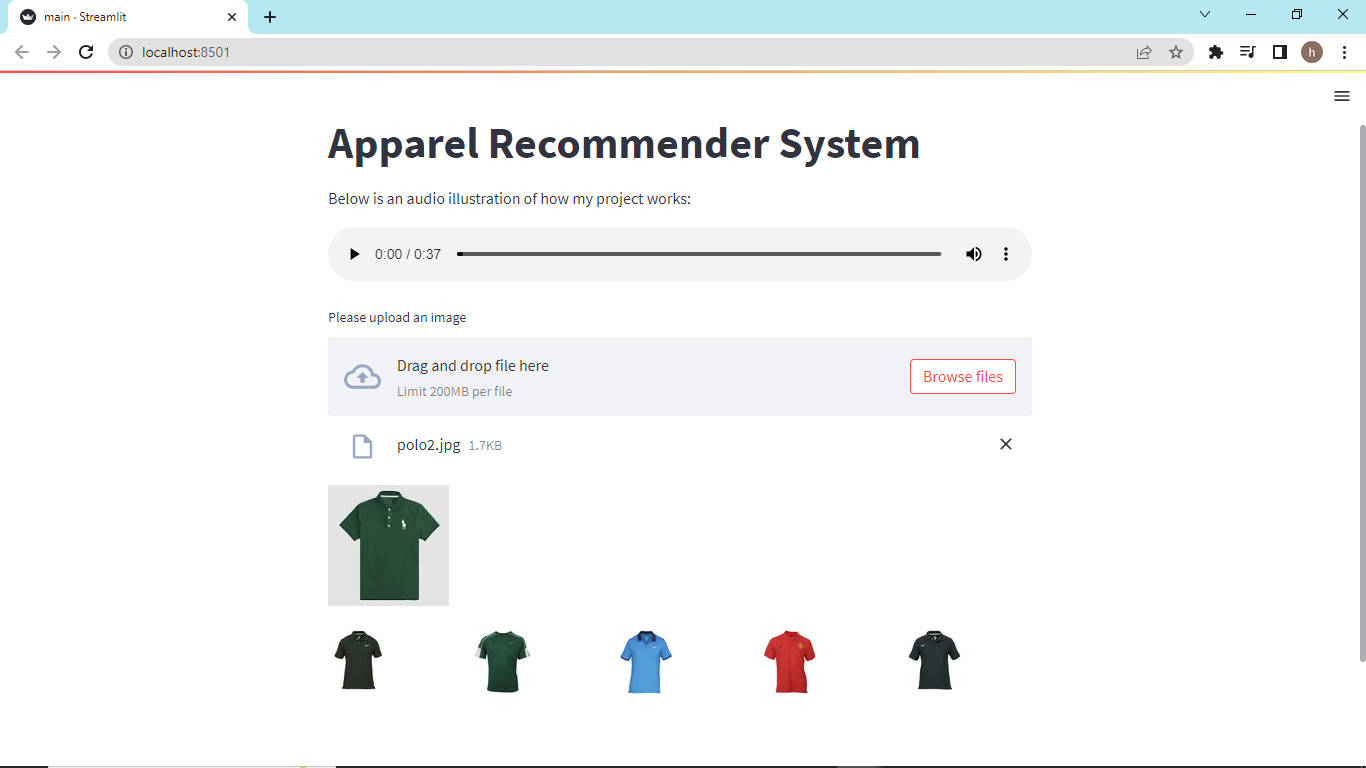 main · Streamlit
localhost:8501
h
Apparel Recommender System
Below is an audio illustration of how my project works:
0:00 / 0:37
Please upload an image
Drag and drop file here
Limit 200MB per file
Browse files
polo2.jpg 1.7KB